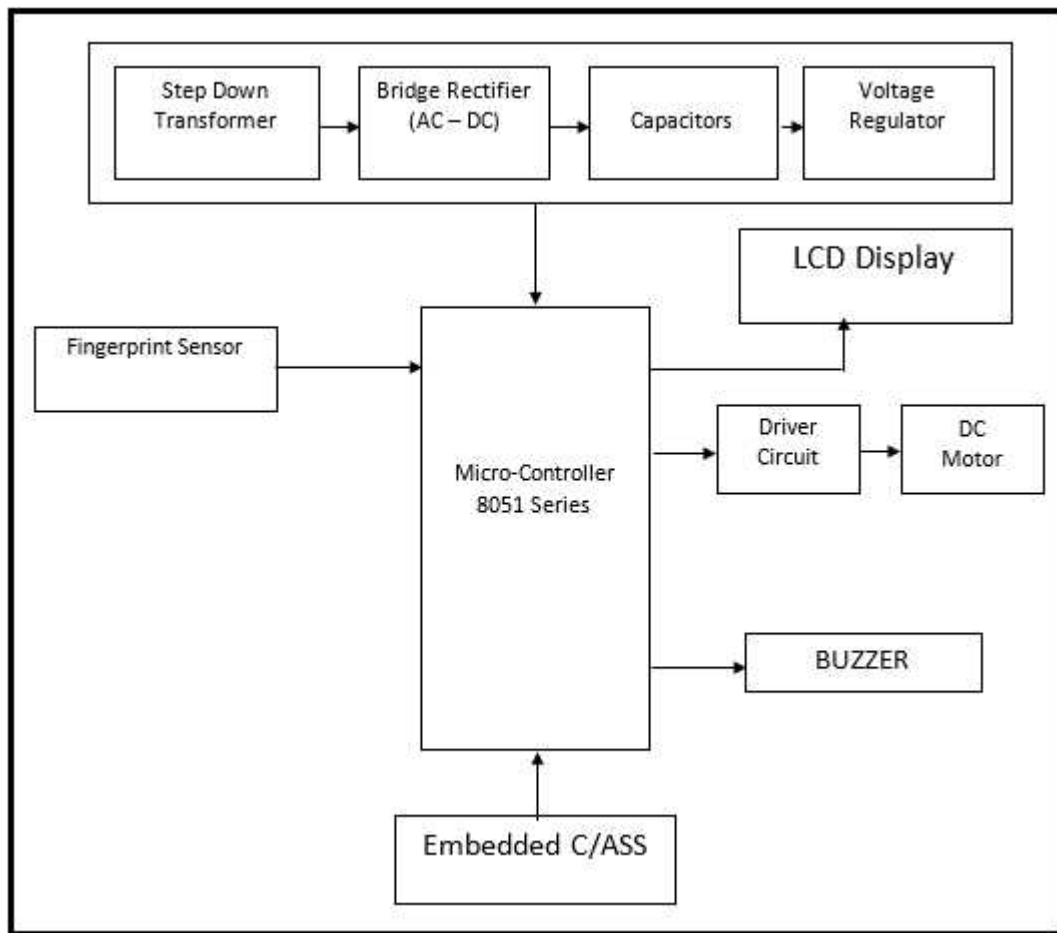 Step Down
Transformer
Bridge Rectifier
(AC – DC)
Capacitors
Voltage
Regulator
LCD Display
Fingerprint Sensor
Micro-Controller
8051 Series
Driver
Circuit
DC
Motor
BUZZER
Embedded C/ASS